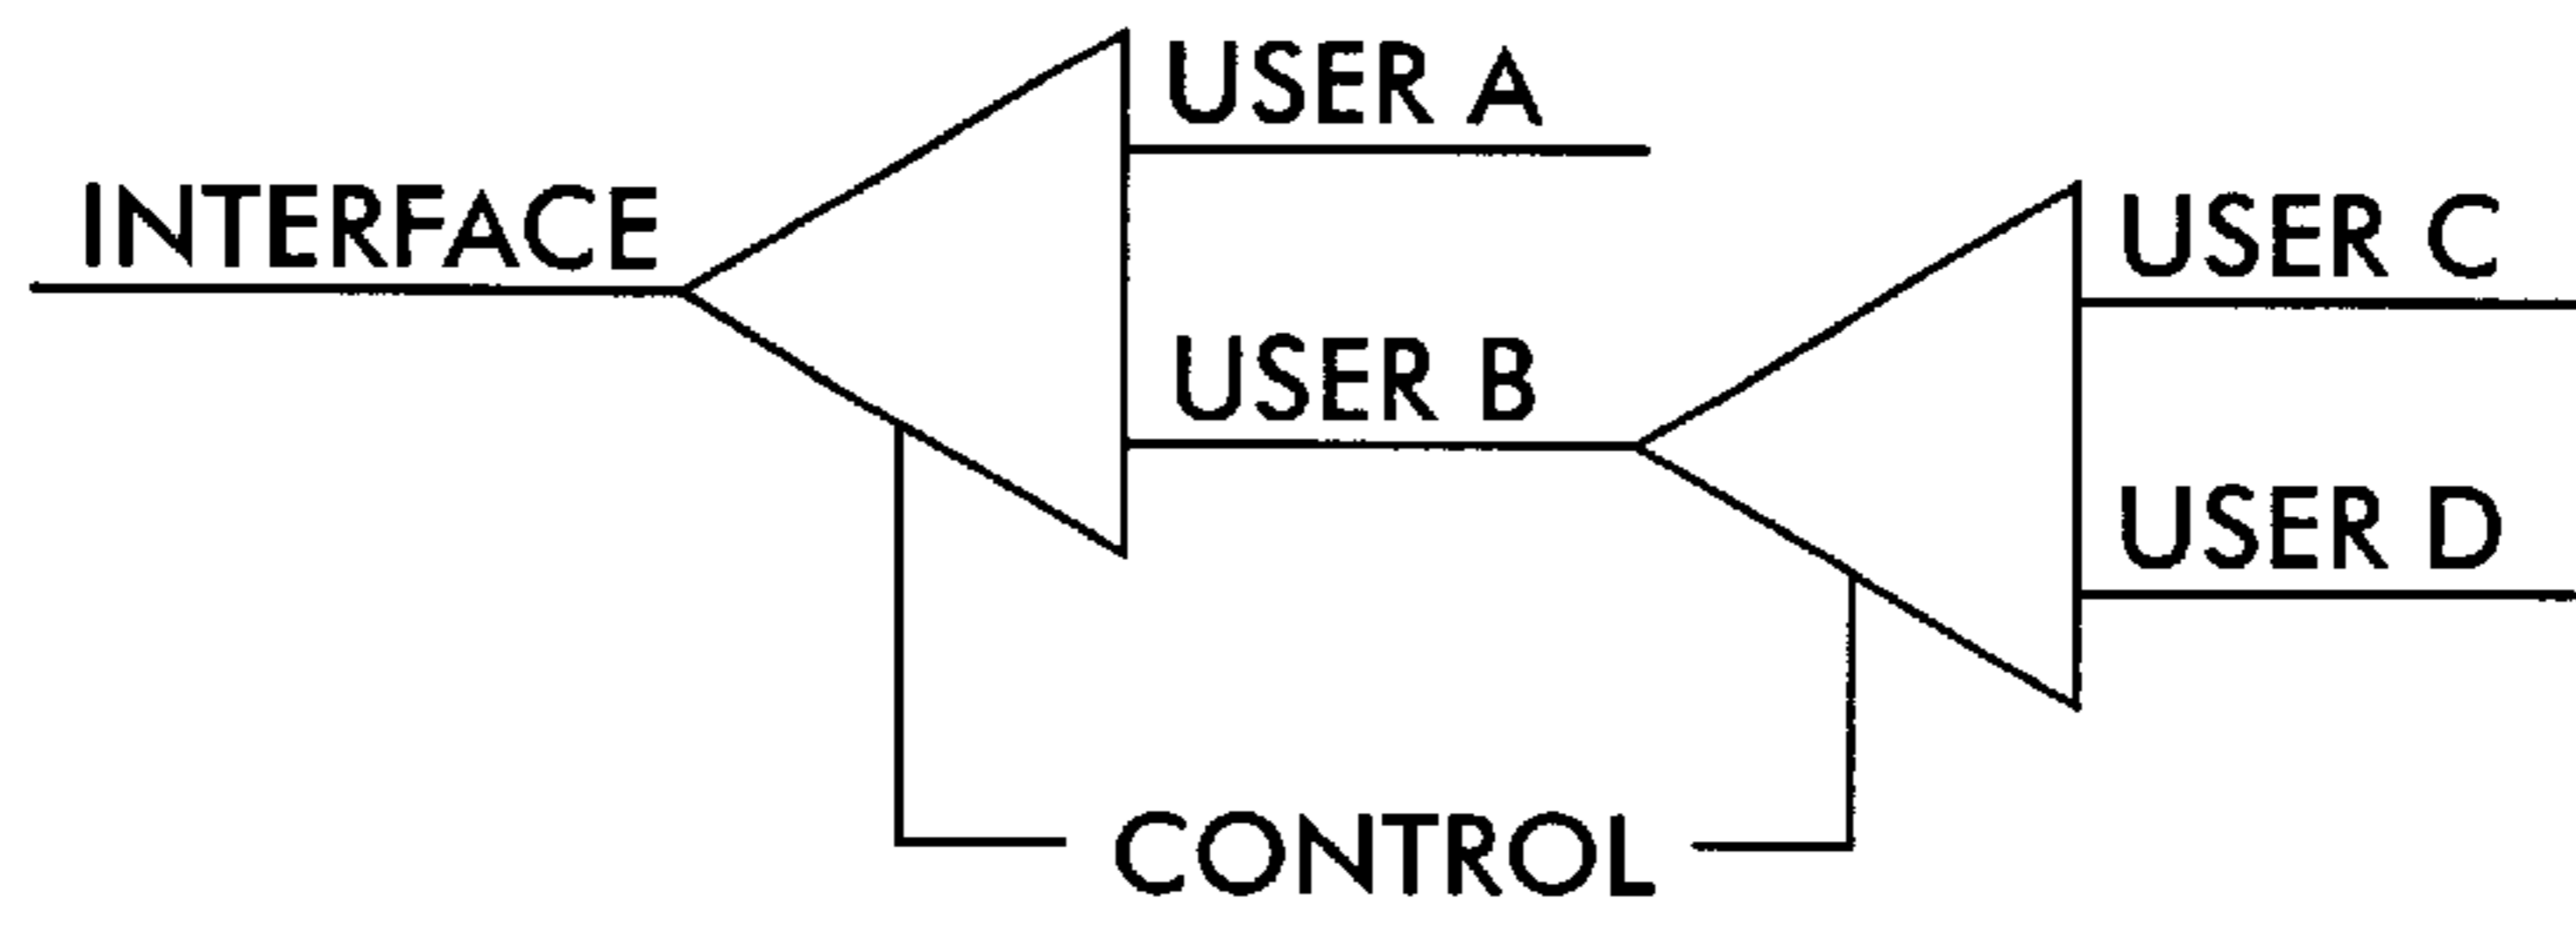 INTERFACE
USER A
USER B
USER C
USER D
CONTROL